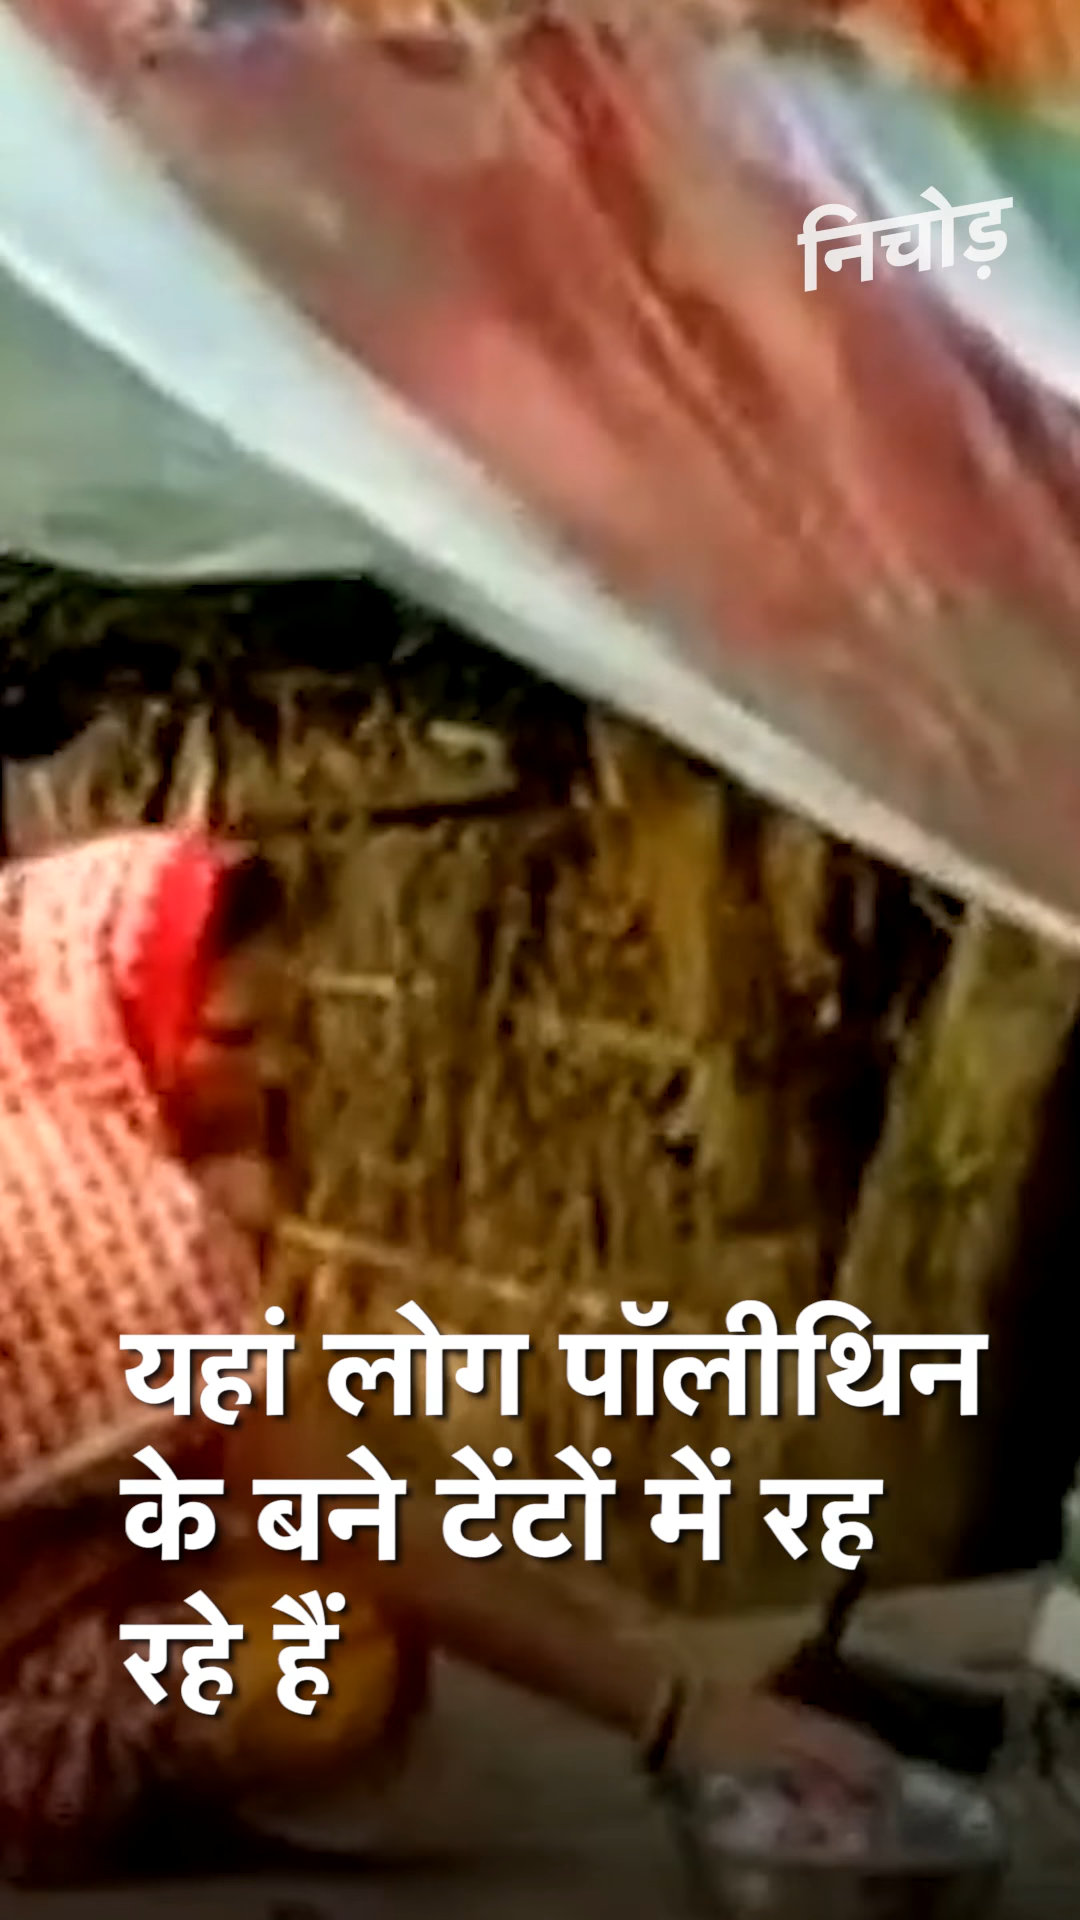 निचोड़
यहां लोग पॉलीथिन
के बने टेंटों में रह
रहे हैं